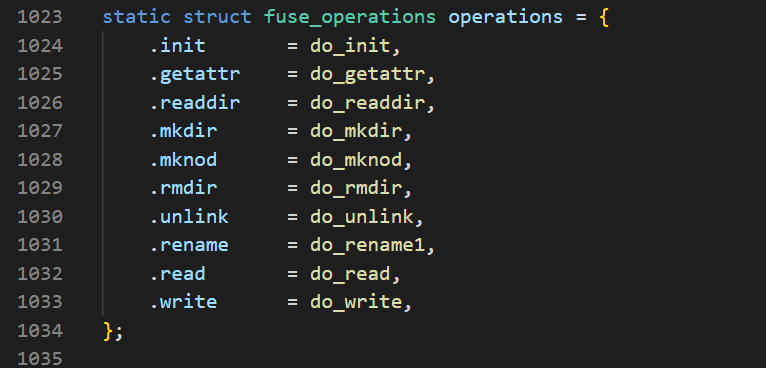 1023 static struct fuse_operations operations = {
1024     .init       = do_init,
1025     .getattr    = do_getattr,
1026     .readdir    = do_readdir,
1027     .mkdir      = do_mkdir,
1028     .mknod      = do_mknod,
1029     .rmdir      = do_rmdir,
1030     .unlink     = do_unlink,
1031     .rename     = do_rename1,
1032     .read       = do_read,
1033     .write      = do_write,
1034 };
1035